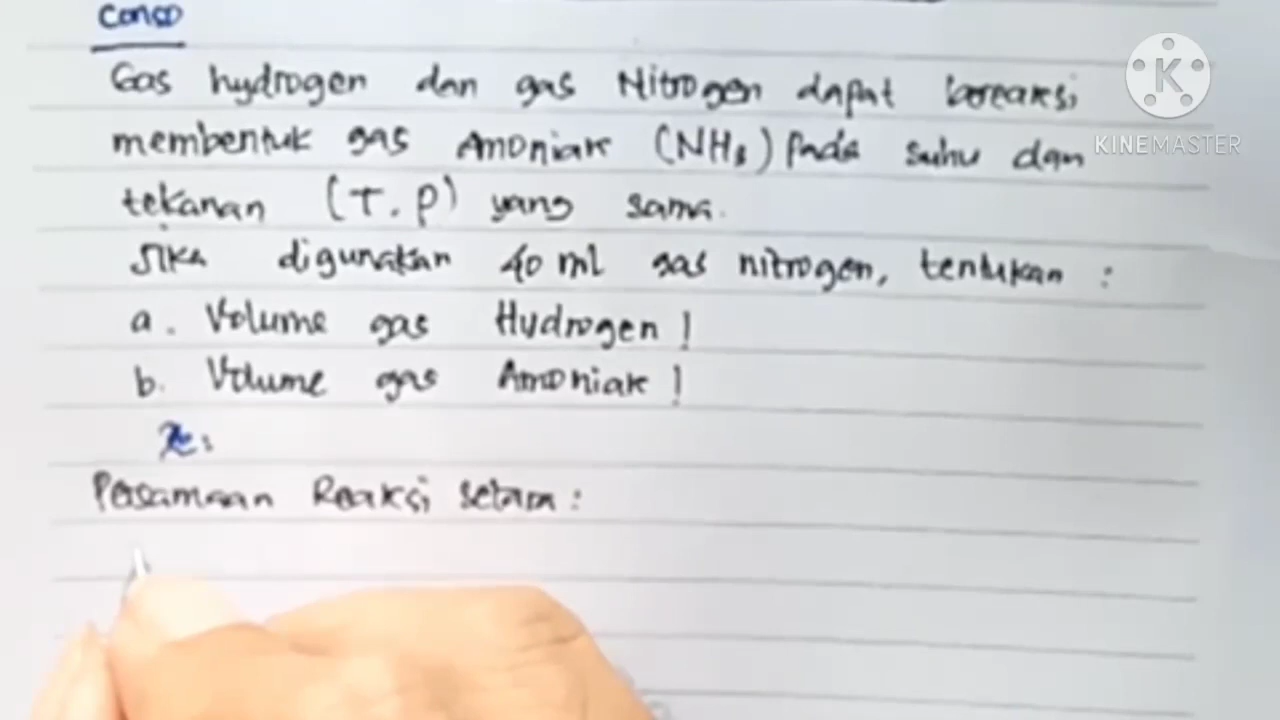 Conso
Gas hydrogen dan gas Nitrogen dapat bereaksi
membentuk gas Amoniak (NH3) Pada suhu dan
tekanan (T.P) yang sama.
Jika digunakan 40 ml gas nitrogen, tentukan :
a. Volume gas Hydrogen!
b. Volume gas Amoniak!
Persamaan Reaksi setara :
K
KINEMASTER